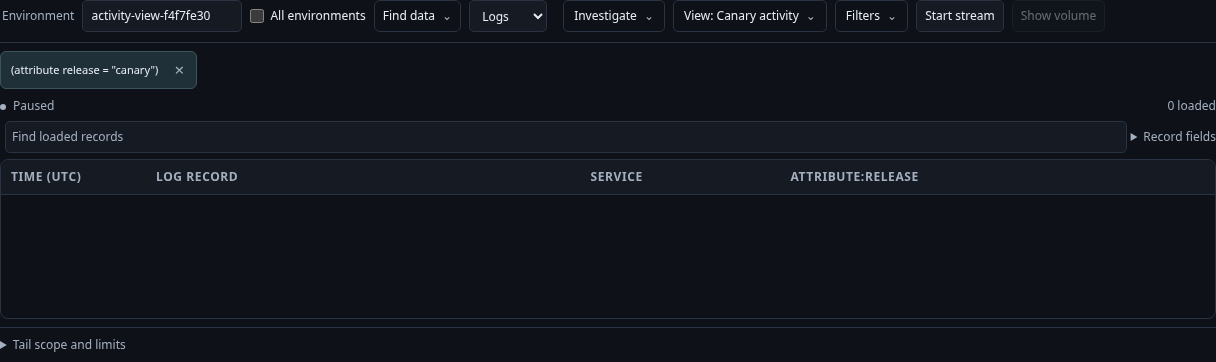 Environment activity-view-f4f7fe30 All environments Find data Logs Investigate View: Canary activity Filters Start stream Show volume
(attribute release = "canary") ✕
Paused 0 loaded
Find loaded records Record fields
TIME (UTC) LOG RECORD SERVICE ATTRIBUTE:RELEASE
Tail scope and limits